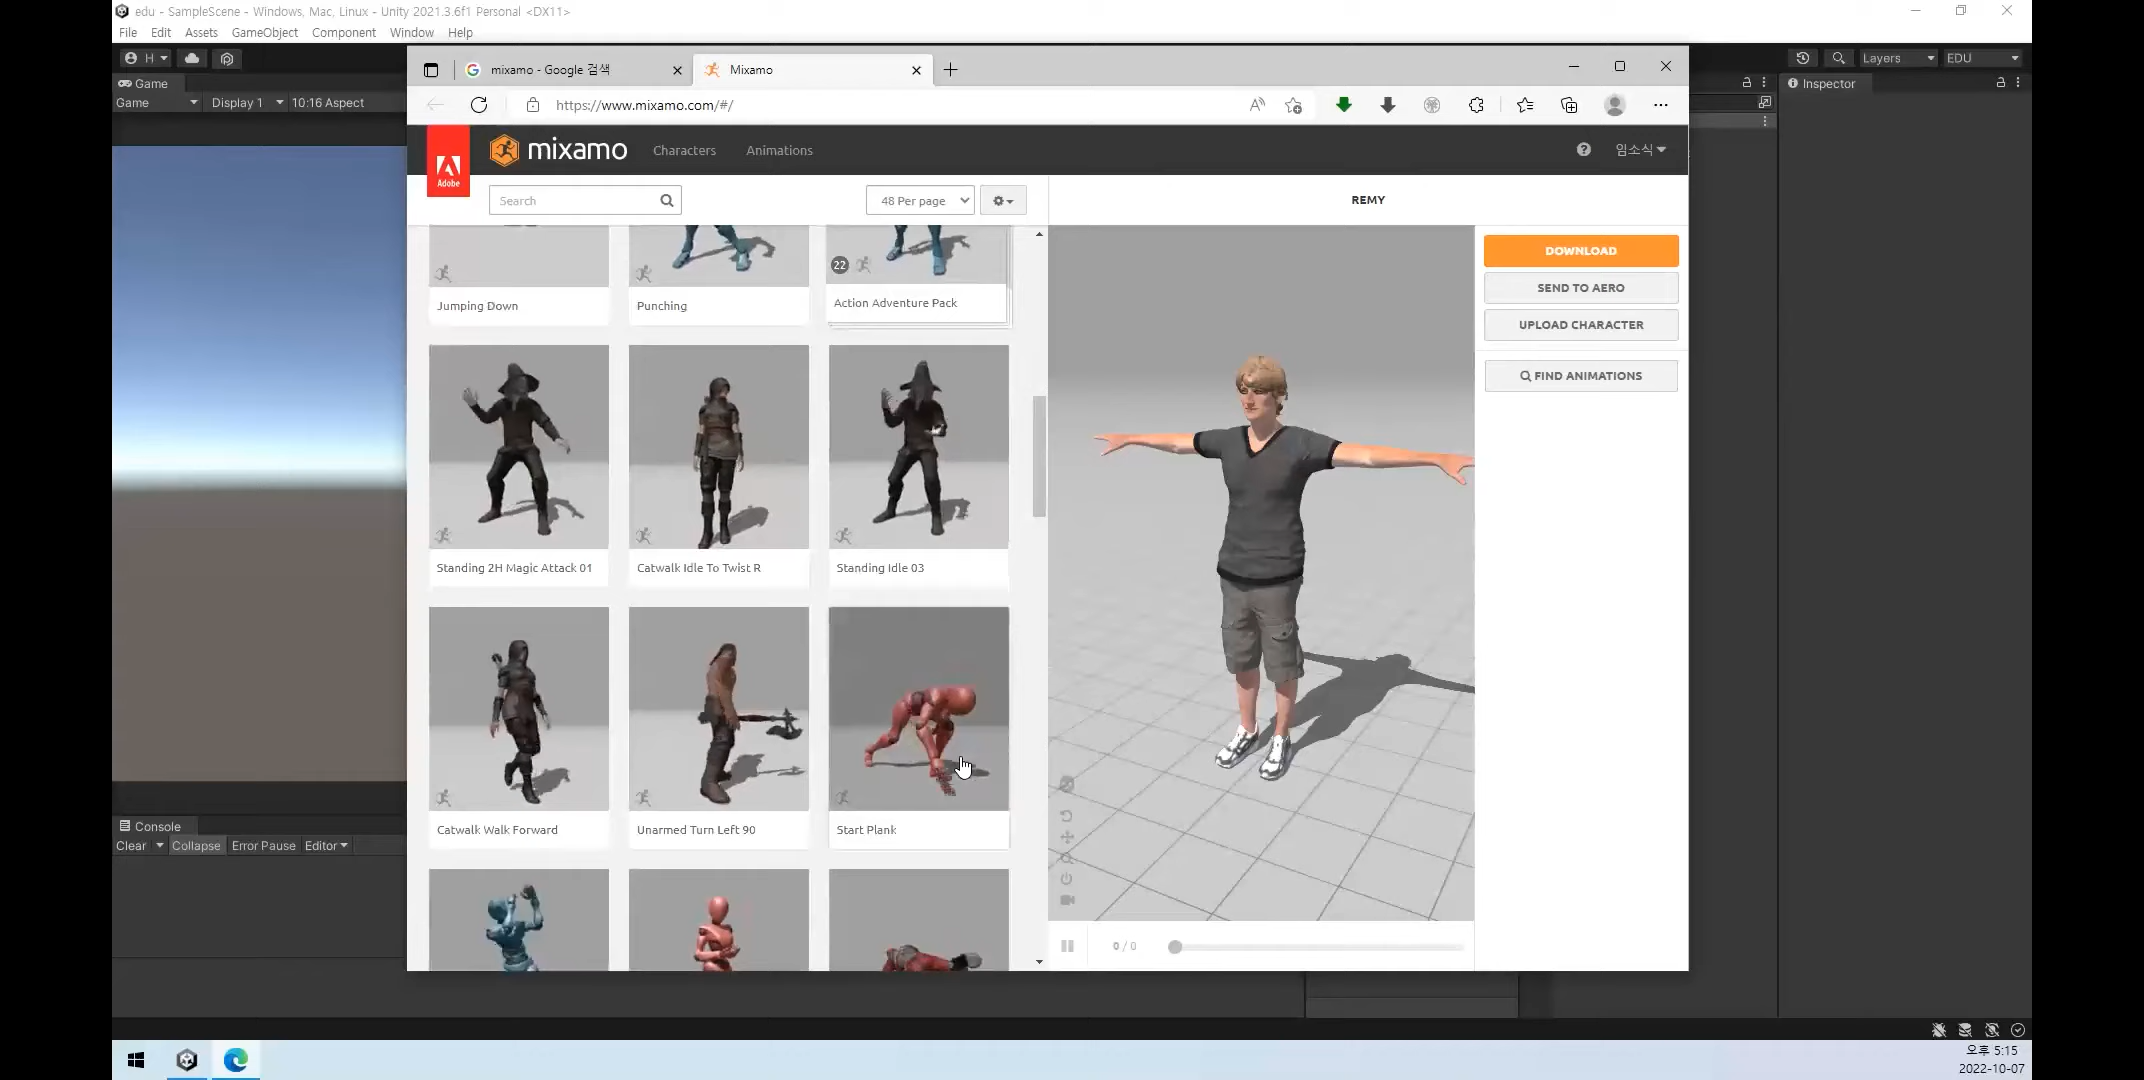 edu - SampleScene - Windows, Mac, Linux - Unity 2021.3.6f1 Personal <DX11>
File Edit Assets GameObject Component Window Help
H
Layers
EDU
Game
Inspector
Game Display 1 10:16 Aspect
mixamo - Google 검색
Mixamo
https://www.mixamo.com/#/
Adobe
mixamo Characters Animations
임소식
Search
48 Per page
REMY
DOWNLOAD
SEND TO AERO
UPLOAD CHARACTER
FIND ANIMATIONS
22
Jumping Down
Punching
Action Adventure Pack
Standing 2H Magic Attack 01
Catwalk Idle To Twist R
Standing Idle 03
Catwalk Walk Forward
Unarmed Turn Left 90
Start Plank
0 / 0
Console
Clear Collapse Error Pause Editor
오후 5:15
2022-10-07